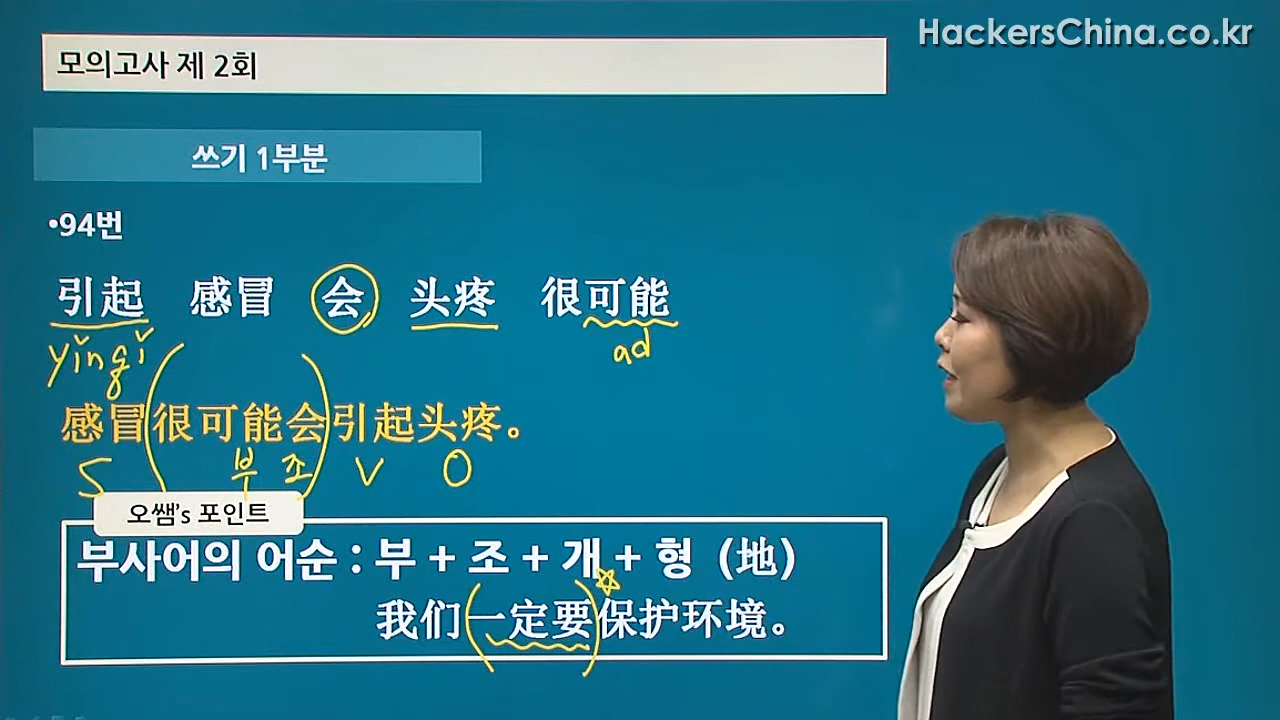 HackersChina.co.kr
모의고사 제 2회
쓰기 1부분
•94번
引起 感冒 会 头疼 很可能
yǐnqǐ ad
感冒(很可能会)引起头疼。
S 부 조 V O
오쌤's 포인트
부사어의 어순 : 부 + 조 + 개 + 형 (地)
我们(一定要)保护环境。